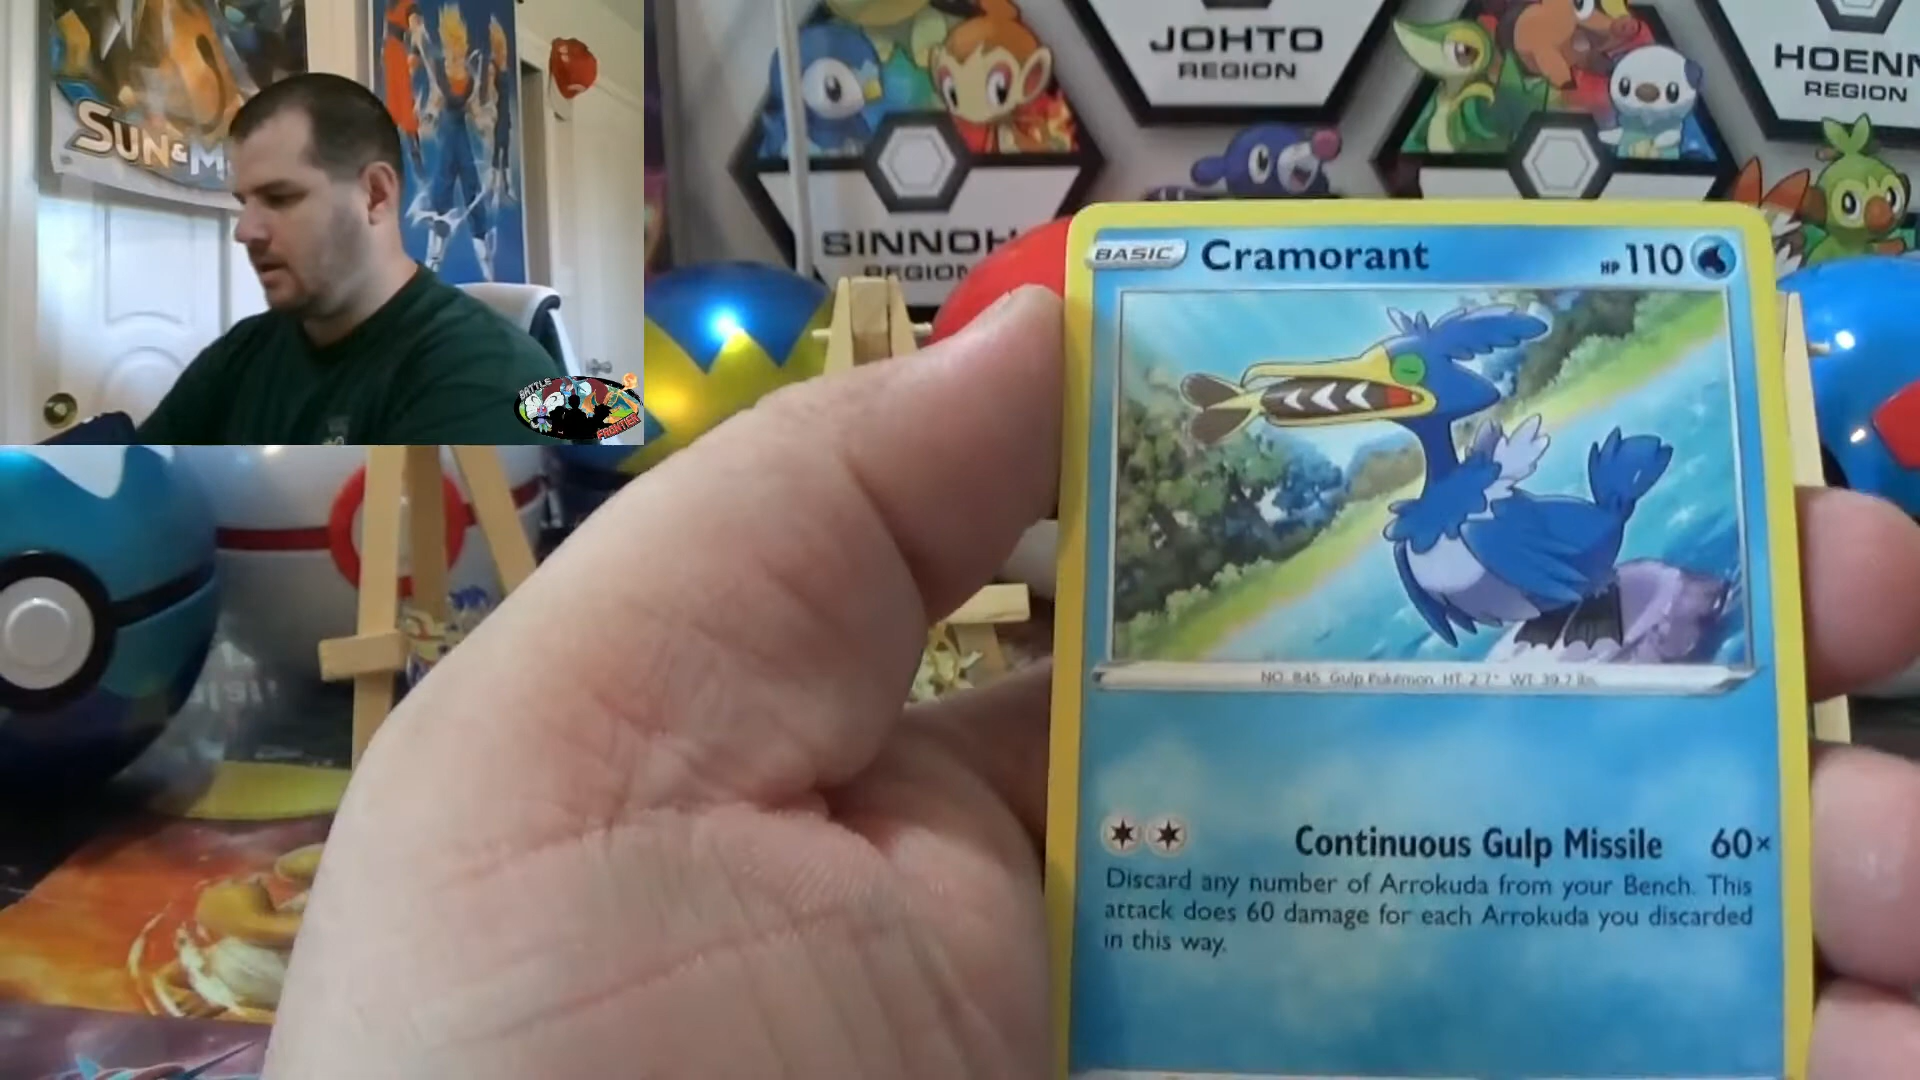 SUN & M
BATTLE
FRONTIER
JOHTO
REGION
HOENN
REGION
SINNOH
REGION
BASIC Cramorant HP 110
NO. 845 Gulp Pokémon HT: 2'7" WT: 39.7 lbs.
Continuous Gulp Missile 60×
Discard any number of Arrokuda from your Bench. This
attack does 60 damage for each Arrokuda you discarded
in this way.